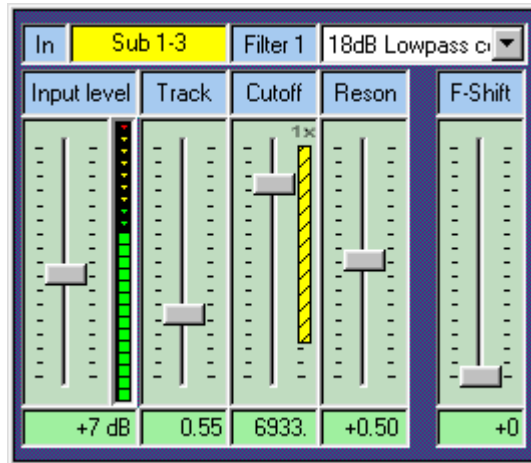 In Sub 1-3 Filter 1 18dB Lowpass c
Input level Track Cutoff Reson F-Shift
1x
+7 dB 0.55 6933. +0.50 +0